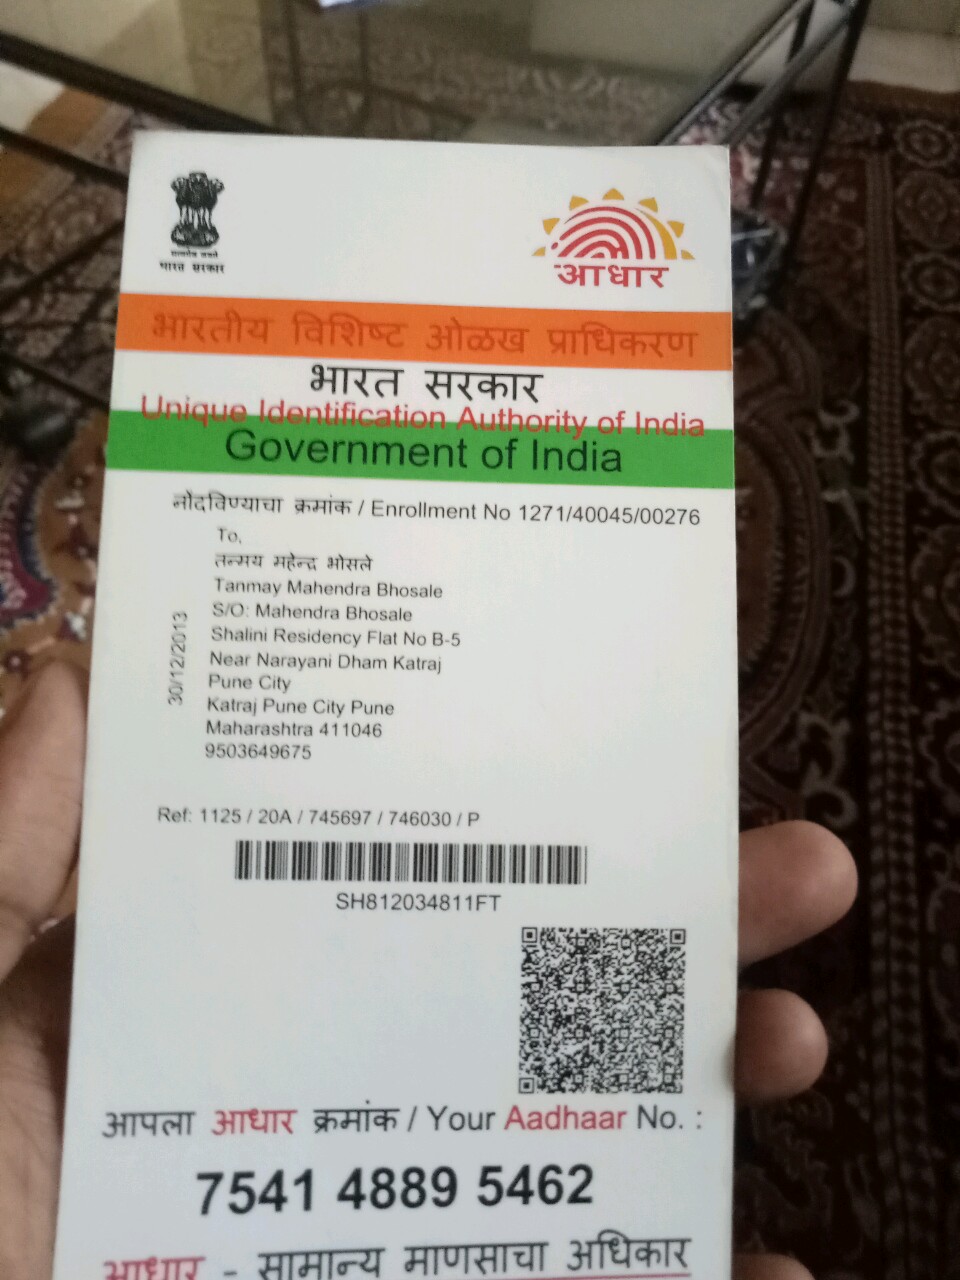 सत्यमेव जयते
भारत सरकार
आधार
भारतीय विशिष्ट ओळख प्राधिकरण
भारत सरकार
Unique Identification Authority of India
Government of India
नोंदविण्याचा क्रमांक / Enrollment No 1271/40045/00276
To,
तन्मय महेन्द्र भोसले
Tanmay Mahendra Bhosale
S/O: Mahendra Bhosale
Shalini Residency Flat No B-5
Near Narayani Dham Katraj
Pune City
Katraj Pune City Pune
Maharashtra 411046
9503649675
30/12/2013
Ref: 1125 / 20A / 745697 / 746030 / P
SH812034811FT
आपला आधार क्रमांक / Your Aadhaar No. :
7541 4889 5462
आधार - सामान्य माणसाचा अधिकार